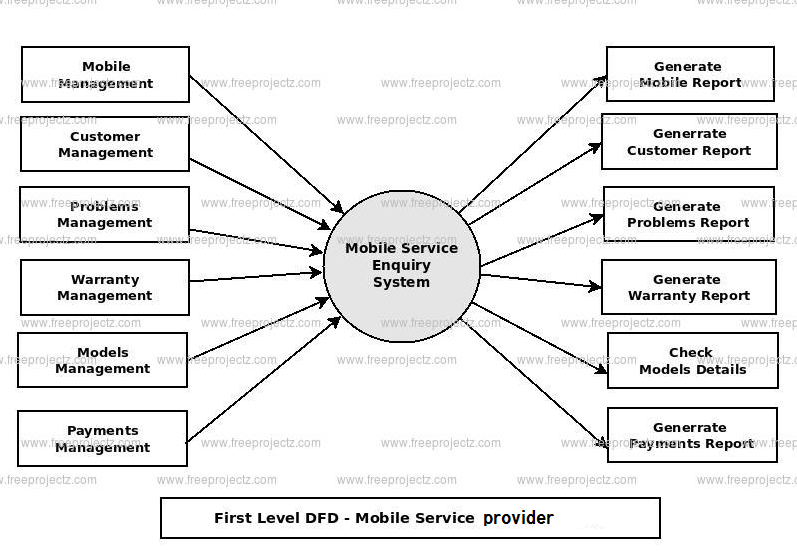 Mobile
Management
Customer
Management
Problems
Management
Warranty
Management
Models
Management
Payments
Management
Mobile Service
Enquiry
System
Generate
Mobile Report
Generrate
Customer Report
Generate
Problems Report
Generate
Warranty Report
Check
Models Details
Generrate
Payments Report
First Level DFD - Mobile Service provider
www.freeprojectz.com